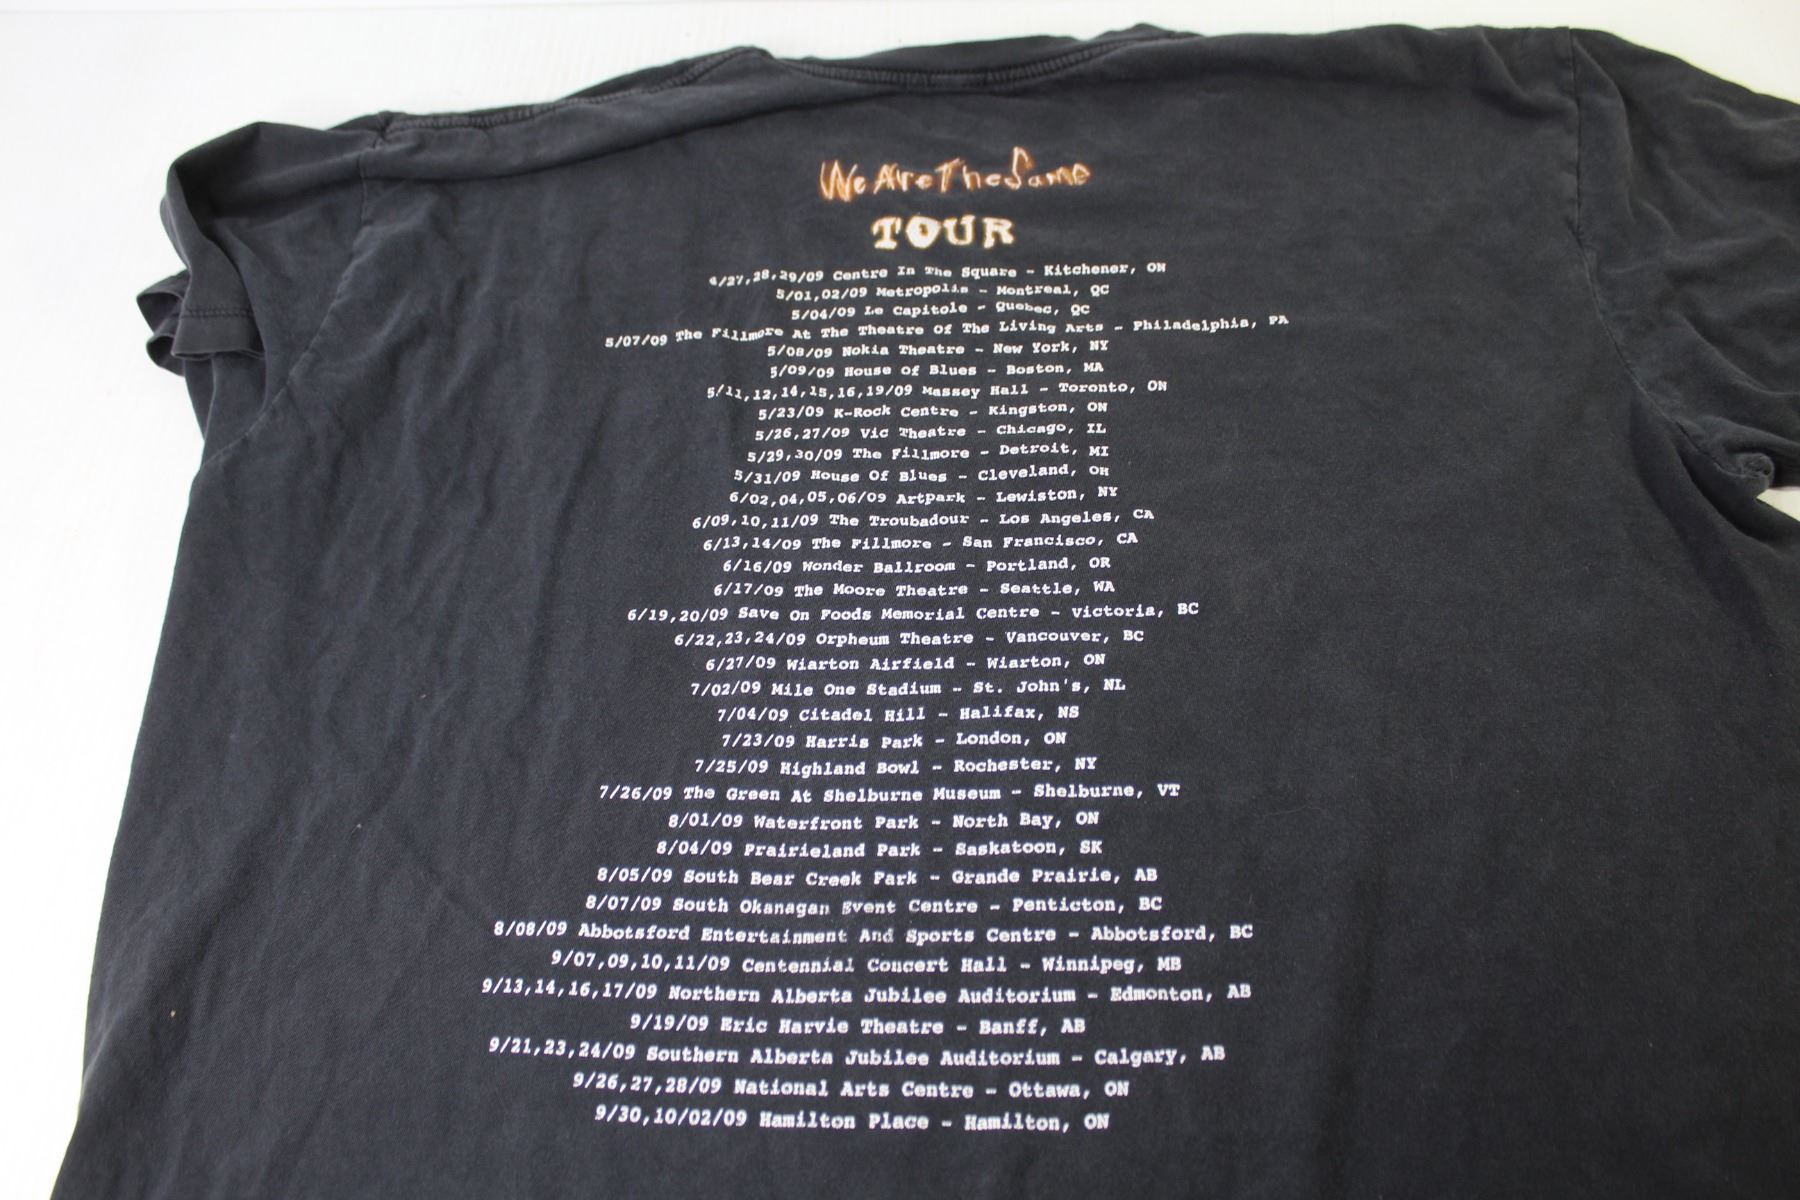 We Are The Same
TOUR
4/27,28,29/09 Centre In The Square - Kitchener, ON
5/01,02/09 Metropolis - Montreal, QC
5/04/09 Le Capitole - Quebec, QC
5/07/09 The Fillmore At The Theatre Of The Living Arts - Philadelphia, PA
5/08/09 Nokia Theatre - New York, NY
5/09/09 House Of Blues - Boston, MA
5/11,12,14,15,16,19/09 Massey Hall - Toronto, ON
5/23/09 K-Rock Centre - Kingston, ON
5/26,27/09 Vic Theatre - Chicago, IL
5/29,30/09 The Fillmore - Detroit, MI
5/31/09 House Of Blues - Cleveland, OH
6/02,04,05,06/09 Artpark - Lewiston, NY
6/09,10,11/09 The Troubadour - Los Angeles, CA
6/13,14/09 The Fillmore - San Francisco, CA
6/16/09 Wonder Ballroom - Portland, OR
6/17/09 The Moore Theatre - Seattle, WA
6/19,20/09 Save On Foods Memorial Centre - Victoria, BC
6/22,23,24/09 Orpheum Theatre - Vancouver, BC
6/27/09 Wiarton Airfield - Wiarton, ON
7/02/09 Mile One Stadium - St. John's, NL
7/04/09 Citadel Hill - Halifax, NS
7/23/09 Harris Park - London, ON
7/25/09 Highland Bowl - Rochester, NY
7/26/09 The Green At Shelburne Museum - Shelburne, VT
8/01/09 Waterfront Park - North Bay, ON
8/04/09 Prairieland Park - Saskatoon, SK
8/05/09 South Bear Creek Park - Grande Prairie, AB
8/07/09 South Okanagan Event Centre - Penticton, BC
8/08/09 Abbotsford Entertainment And Sports Centre - Abbotsford, BC
9/07,09,10,11/09 Centennial Concert Hall - Winnipeg, MB
9/13,14,16,17/09 Northern Alberta Jubilee Auditorium - Edmonton, AB
9/19/09 Eric Harvie Theatre - Banff, AB
9/21,23,24/09 Southern Alberta Jubilee Auditorium - Calgary, AB
9/26,27,28/09 National Arts Centre - Ottawa, ON
9/30,10/02/09 Hamilton Place - Hamilton, ON